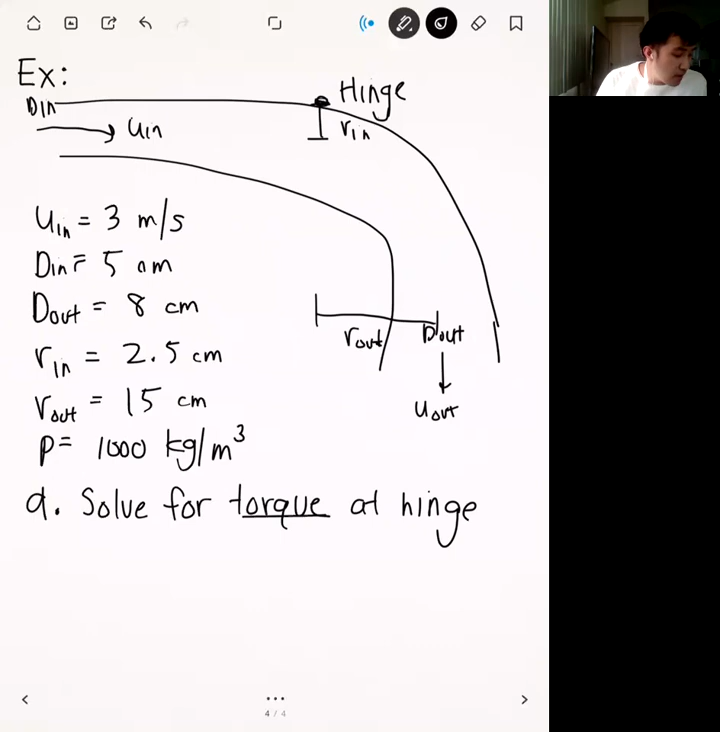 Ex:
Hinge
Din
uin
rin
uin = 3 m/s
Din = 5 cm
Dout = 8 cm
rin = 2.5 cm
rout = 15 cm
ρ = 1000 kg/m³
rout
Dout
uout
a. Solve for torque at hinge
4 / 4